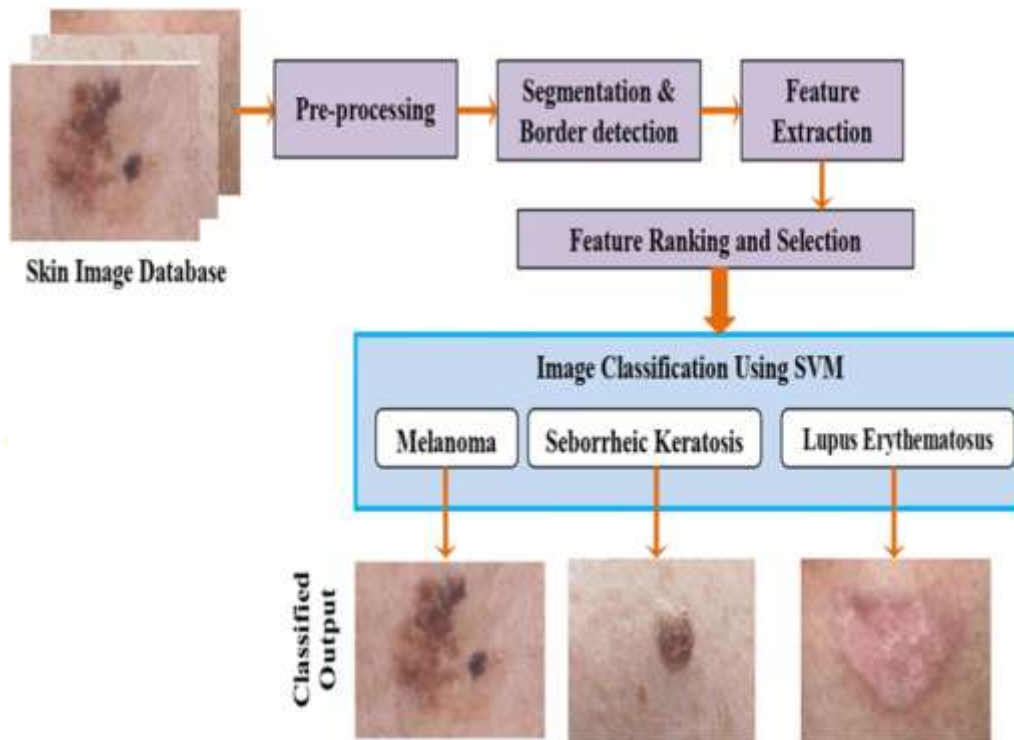 Pre-processing
Segmentation &
Border detection
Feature
Extraction
Skin Image Database
Feature Ranking and Selection
Image Classification Using SVM
Melanoma
Seborrheic Keratosis
Lupus Erythematosus
Classified
Output